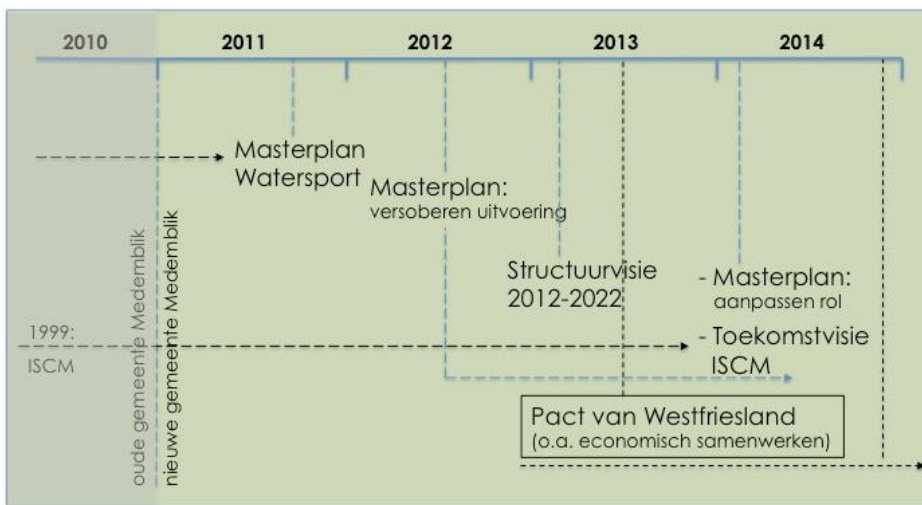 2010 2011 2012 2013 2014
Masterplan
Watersport
Masterplan:
versoberen uitvoering
Structuurvisie
2012-2022
- Masterplan:
aanpassen rol
- Toekomstvisie
ISCM
1999:
ISCM
oude gemeente Medemblik
nieuwe gemeente Medemblik
Pact van Westfriesland
(o.a. economisch samenwerken)